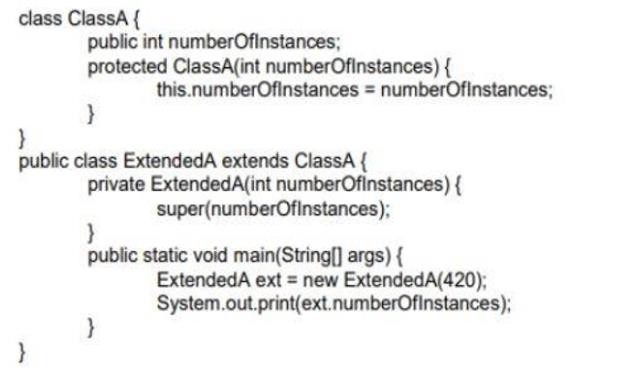 class ClassA {
public int numberOfInstances;
protected ClassA(int numberOfInstances) {
this.numberOfInstances = numberOfInstances;
}
}
public class ExtendedA extends ClassA {
private ExtendedA(int numberOfInstances) {
super(numberOfInstances);
}
public static void main(String[] args) {
ExtendedA ext = new ExtendedA(420);
System.out.print(ext.numberOfInstances);
}
}